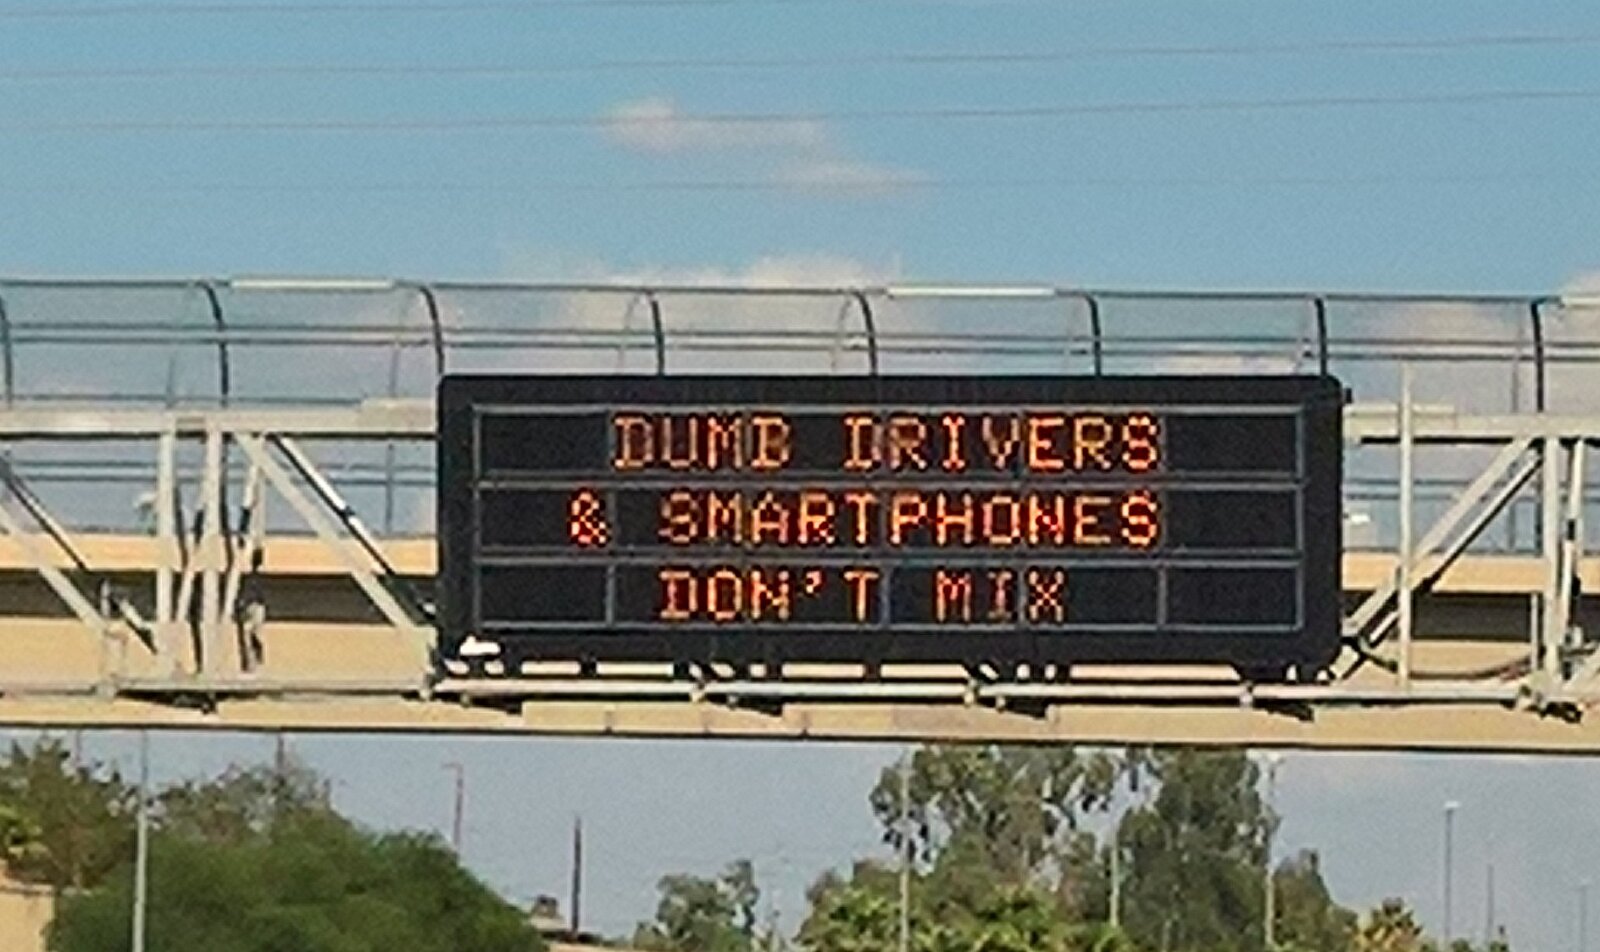 DUMB DRIVERS
& SMARTPHONES
DON'T MIX